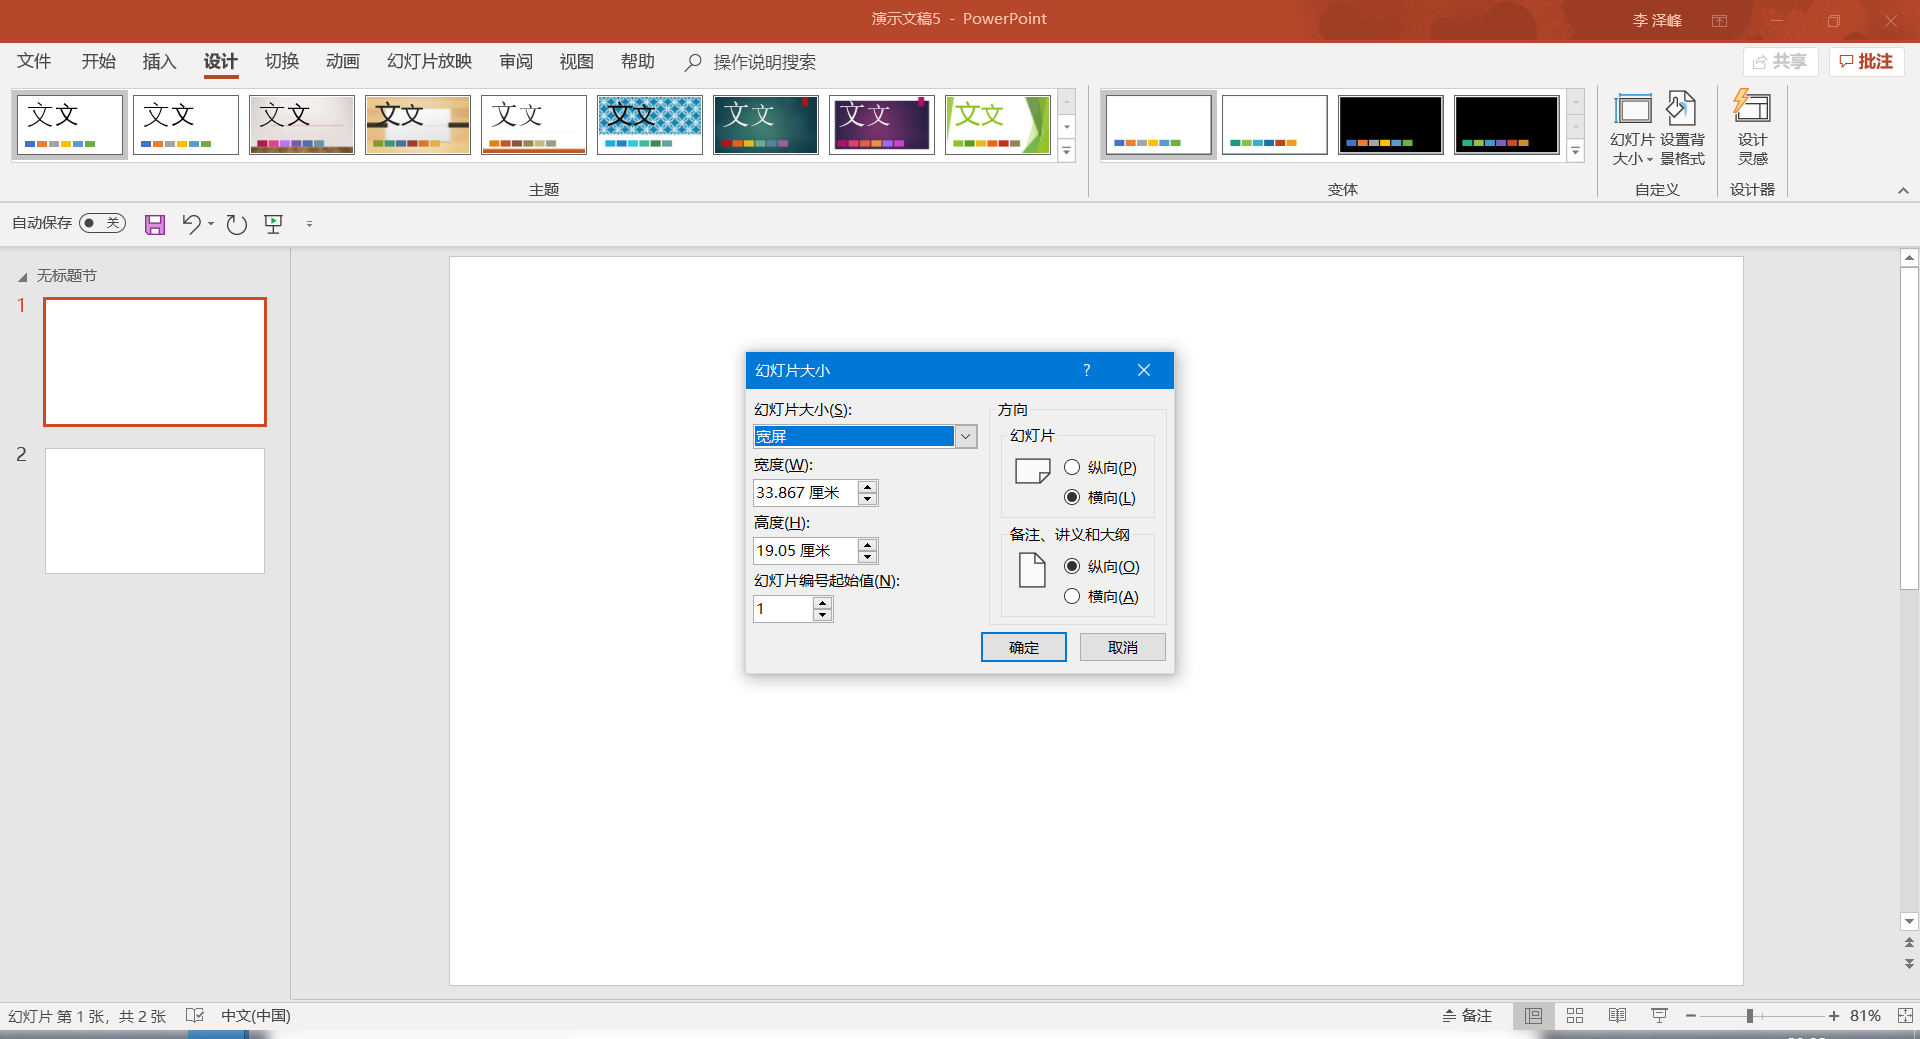 演示文稿5 - PowerPoint
李 泽峰
文件 开始 插入 设计 切换 动画 幻灯片放映 审阅 视图 帮助 操作说明搜索
共享 批注
文文 文文 文文 文文 文文 文文 文文 文文 文文
幻灯片大小 设置背景格式 设计灵感
主题 变体 自定义 设计器
自动保存 关
无标题节
1
2
幻灯片大小 ?
幻灯片大小(S):
宽屏
宽度(W):
33.867 厘米
高度(H):
19.05 厘米
幻灯片编号起始值(N):
1
方向
幻灯片
纵向(P)
横向(L)
备注、讲义和大纲
纵向(O)
横向(A)
确定 取消
幻灯片 第 1 张，共 2 张 中文(中国) 备注 81%